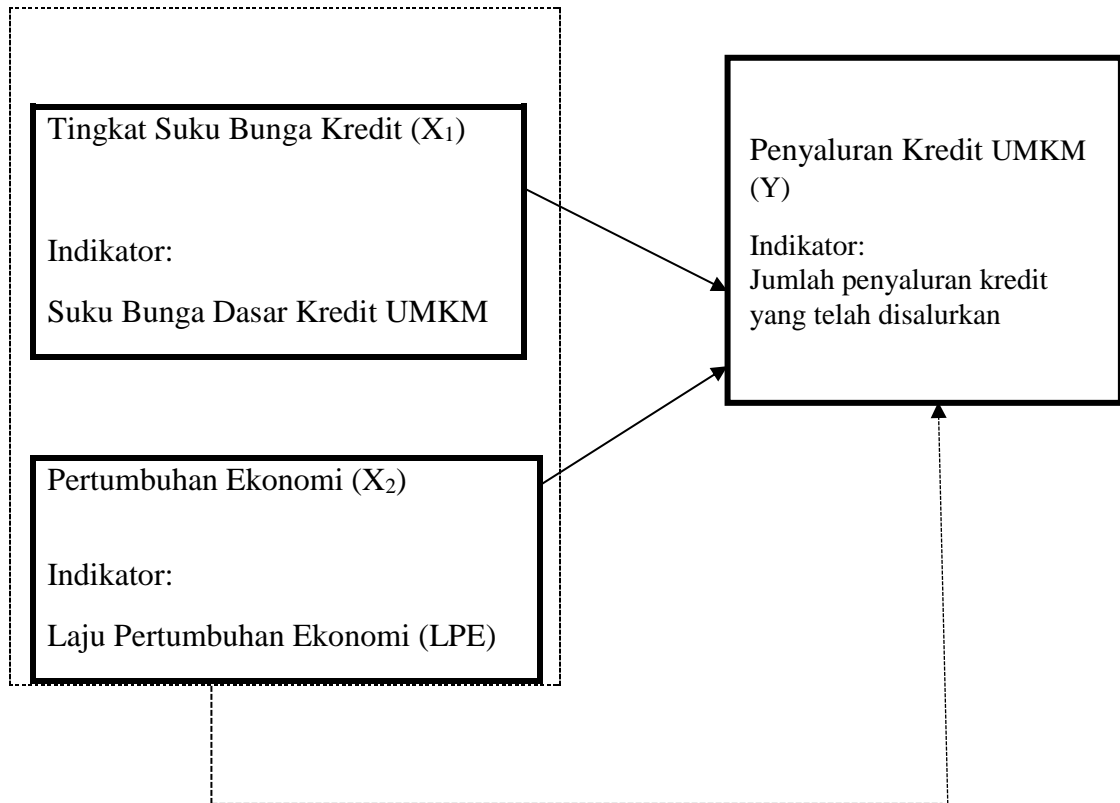 Tingkat Suku Bunga Kredit (X₁)
Indikator:
Suku Bunga Dasar Kredit UMKM
Pertumbuhan Ekonomi (X₂)
Indikator:
Laju Pertumbuhan Ekonomi (LPE)
Penyaluran Kredit UMKM
(Y)
Indikator:
Jumlah penyaluran kredit
yang telah disalurkan